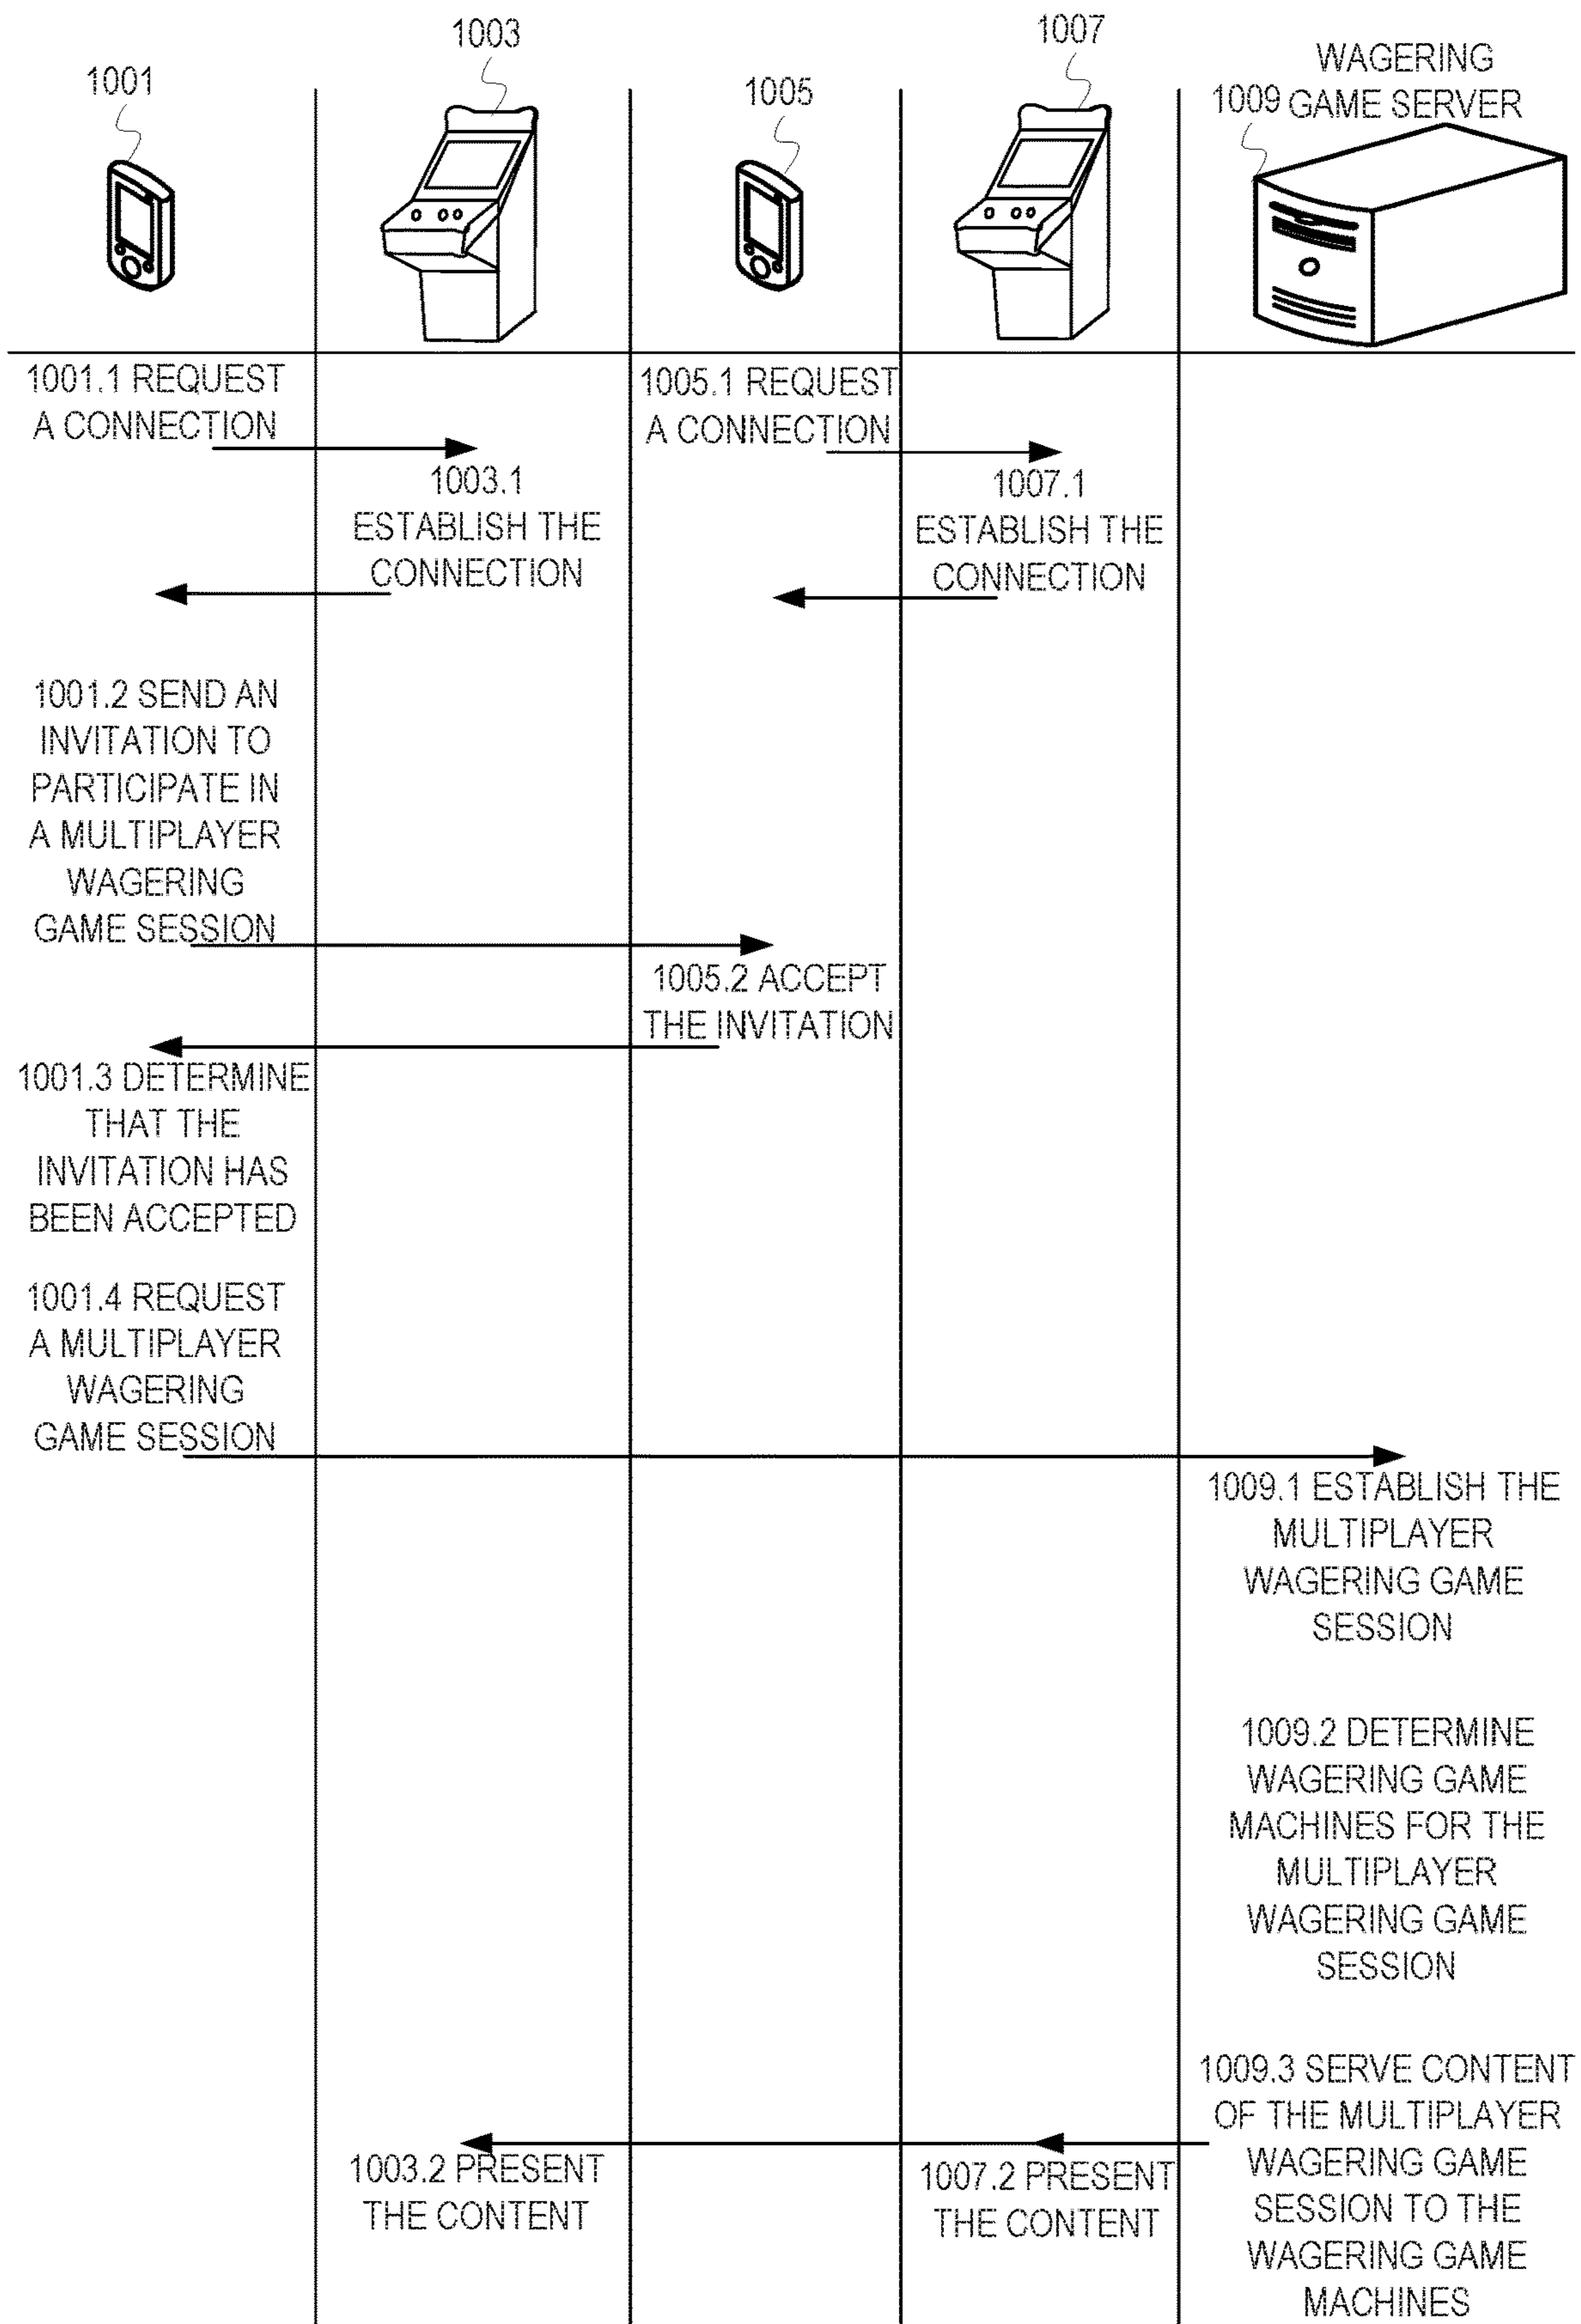 1001
1003
1005
1007
WAGERING
1009 GAME SERVER
1001.1 REQUEST
A CONNECTION
1005.1 REQUEST
A CONNECTION
1003.1
ESTABLISH THE
CONNECTION
1007.1
ESTABLISH THE
CONNECTION
1001.2 SEND AN
INVITATION TO
PARTICIPATE IN
A MULTIPLAYER
WAGERING
GAME SESSION
1005.2 ACCEPT
THE INVITATION
1001.3 DETERMINE
THAT THE
INVITATION HAS
BEEN ACCEPTED
1001.4 REQUEST
A MULTIPLAYER
WAGERING
GAME SESSION
1009.1 ESTABLISH THE
MULTIPLAYER
WAGERING GAME
SESSION
1009.2 DETERMINE
WAGERING GAME
MACHINES FOR THE
MULTIPLAYER
WAGERING GAME
SESSION
1009.3 SERVE CONTENT
OF THE MULTIPLAYER
WAGERING GAME
SESSION TO THE
WAGERING GAME
MACHINES
1003.2 PRESENT
THE CONTENT
1007.2 PRESENT
THE CONTENT